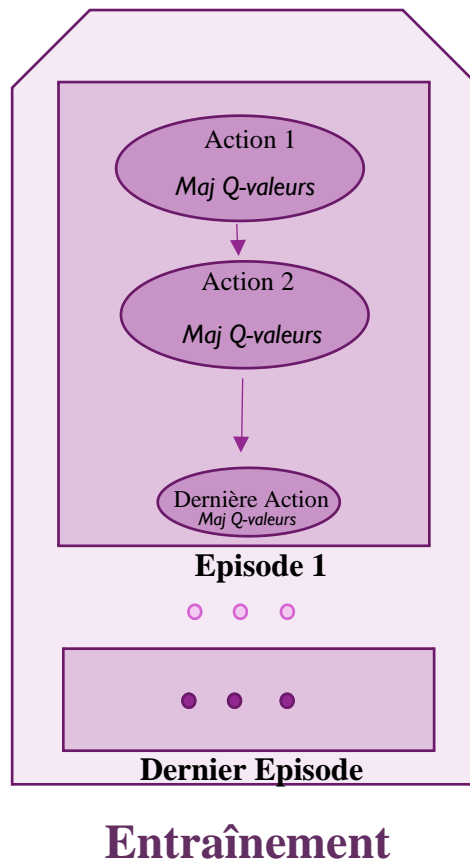 Action 1
Maj Q-valeurs
Action 2
Maj Q-valeurs
Dernière Action
Maj Q-valeurs
Episode 1
Dernier Episode
Entraînement